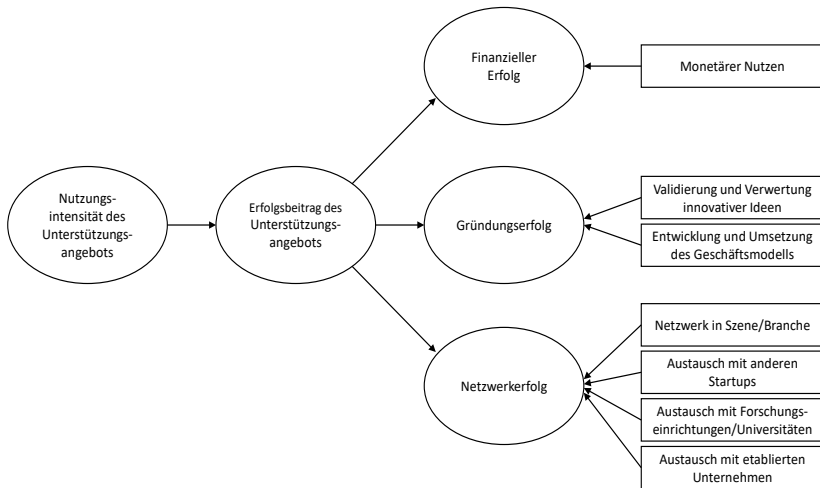 Finanzieller
Erfolg
Monetärer Nutzen
Nutzungs-
intensität des
Unterstützungs-
angebots
Erfolgsbeitrag des
Unterstützungs-
angebots
Gründungserfolg
Validierung und Verwertung
innovativer Ideen
Entwicklung und Umsetzung
des Geschäftsmodells
Netzwerkerfolg
Netzwerk in Szene/Branche
Austausch mit anderen
Startups
Austausch mit Forschungs-
einrichtungen/Universitäten
Austausch mit etablierten
Unternehmen